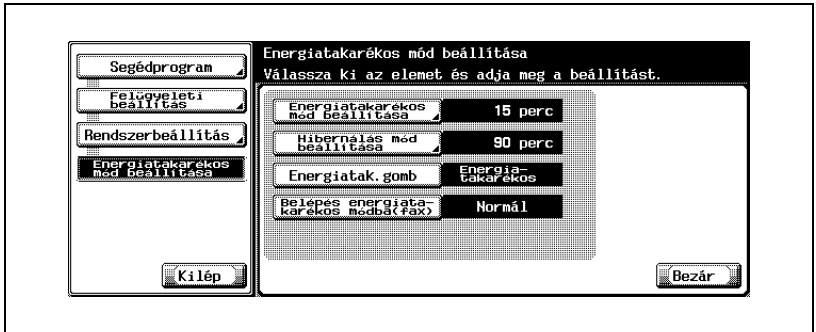 Segédprogram
Felügyeleti
beállítás
Rendszerbeállítás
Energiatakarékos
mód beállítása
Kilép
Energiatakarékos mód beállítása
Válassza ki az elemet és adja meg a beállítást.
Energiatakarékos
mód beállítása
15 perc
Hibernálás mód
beállítása
90 perc
Energiatak.gomb
Energia-
takarékos
Belépés energiata-
karékos módba(fax)
Normál
Bezár